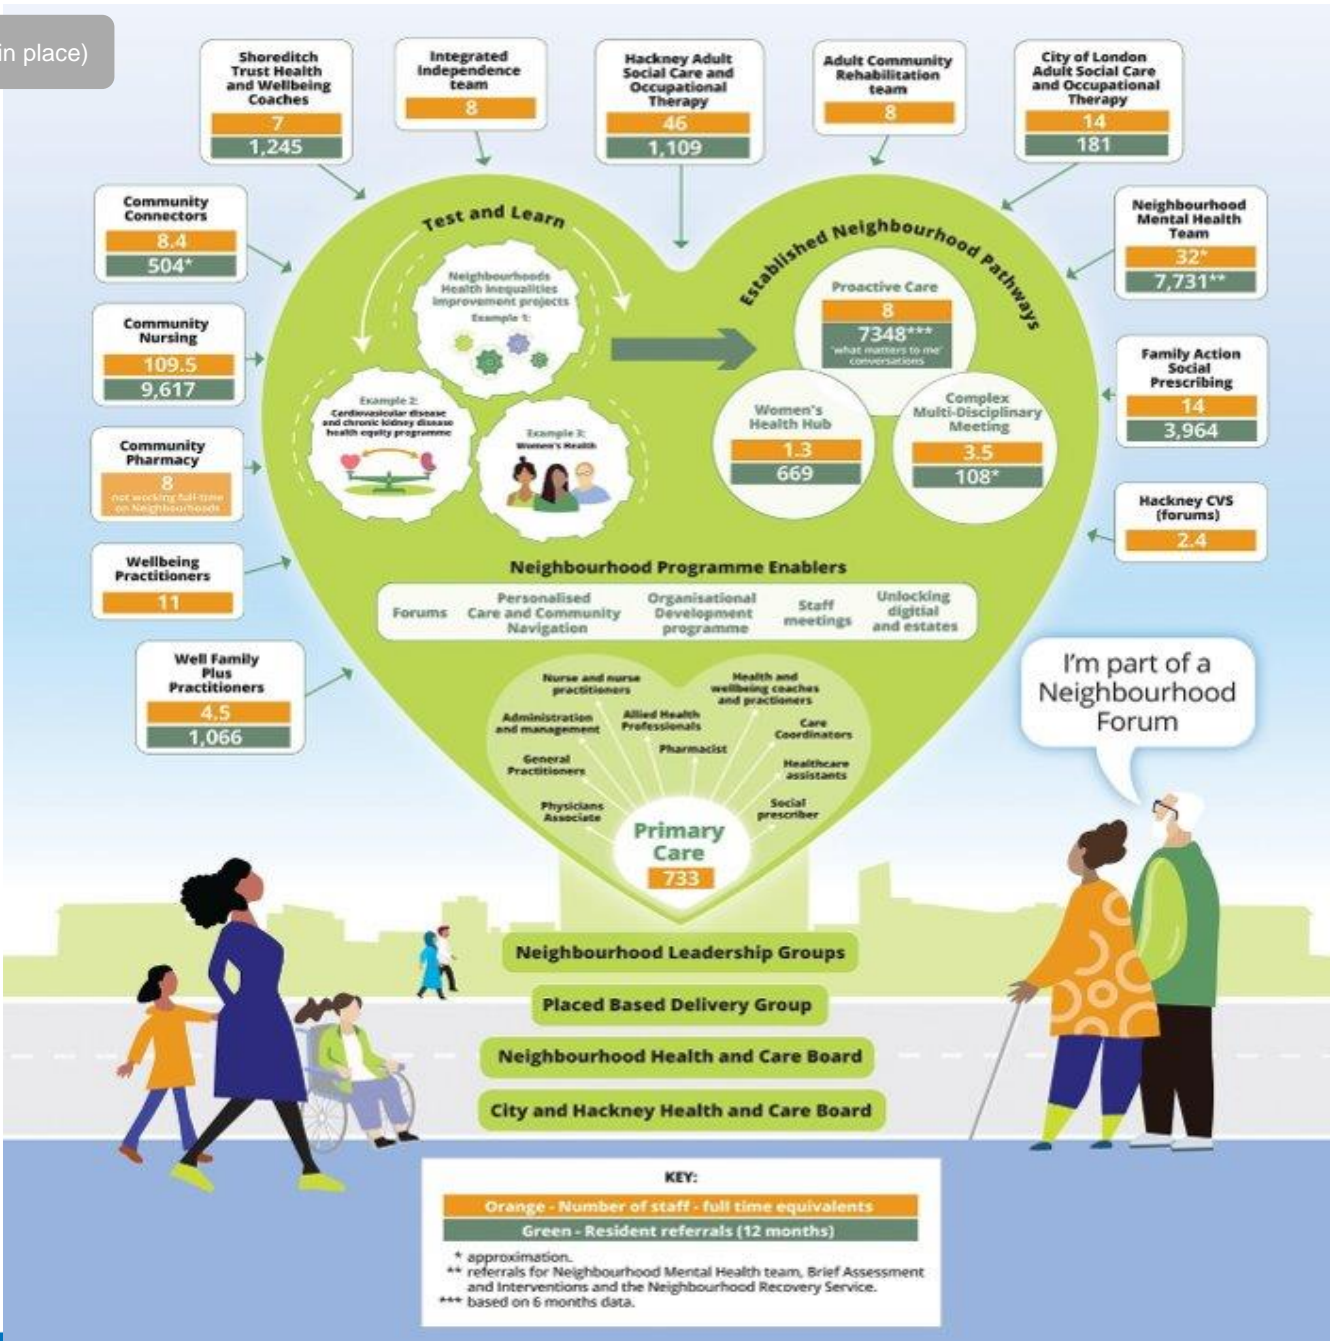 in place)
Shoreditch
Trust Health
and Wellbeing
Coaches
7
1,245
Integrated
Independence
team
8
Hackney Adult
Social Care and
Occupational
Therapy
46
1,109
Adult Community
Rehabilitation
team
8
City of London
Adult Social Care
and Occupational
Therapy
14
181
Community
Connectors
8.4
504*
Community
Nursing
109.5
9,617
Community
Pharmacy
8
not working full-time
on Neighbourhoods
Wellbeing
Practitioners
11
Well Family
Plus
Practitioners
4.5
1,066
Neighbourhood
Mental Health
Team
32*
7,731**
Family Action
Social
Prescribing
14
3,964
Hackney CVS
(forums)
2.4
Test and Learn
Neighbourhoods
Health Inequalities
improvement projects
Example 1:
Example 2:
Cardiovascular disease
and chronic kidney disease
health equity programme
Example 3:
Women's Health
Established Neighbourhood Pathways
Proactive Care
8
7348***
'what matters to me'
conversations
Women's
Health Hub
1.3
669
Complex
Multi-Disciplinary
Meeting
3.5
108*
Neighbourhood Programme Enablers
Forums
Personalised
Care and Community
Navigation
Organisational
Development
programme
Staff
meetings
Unlocking
digitial
and estates
Nurse and nurse
practitioners
Health and
wellbeing coaches
and practioners
Administration
and management
Allied Health
Professionals
Care
Coordinators
General
Practitioners
Pharmacist
Healthcare
assistants
Physicians
Associate
Social
prescriber
Primary
Care
733
I'm part of a
Neighbourhood
Forum
Neighbourhood Leadership Groups
Placed Based Delivery Group
Neighbourhood Health and Care Board
City and Hackney Health and Care Board
KEY:
Orange - Number of staff - full time equivalents
Green - Resident referrals (12 months)
* approximation.
** referrals for Neighbourhood Mental Health team, Brief Assessment
and Interventions and the Neighbourhood Recovery Service.
*** based on 6 months data.